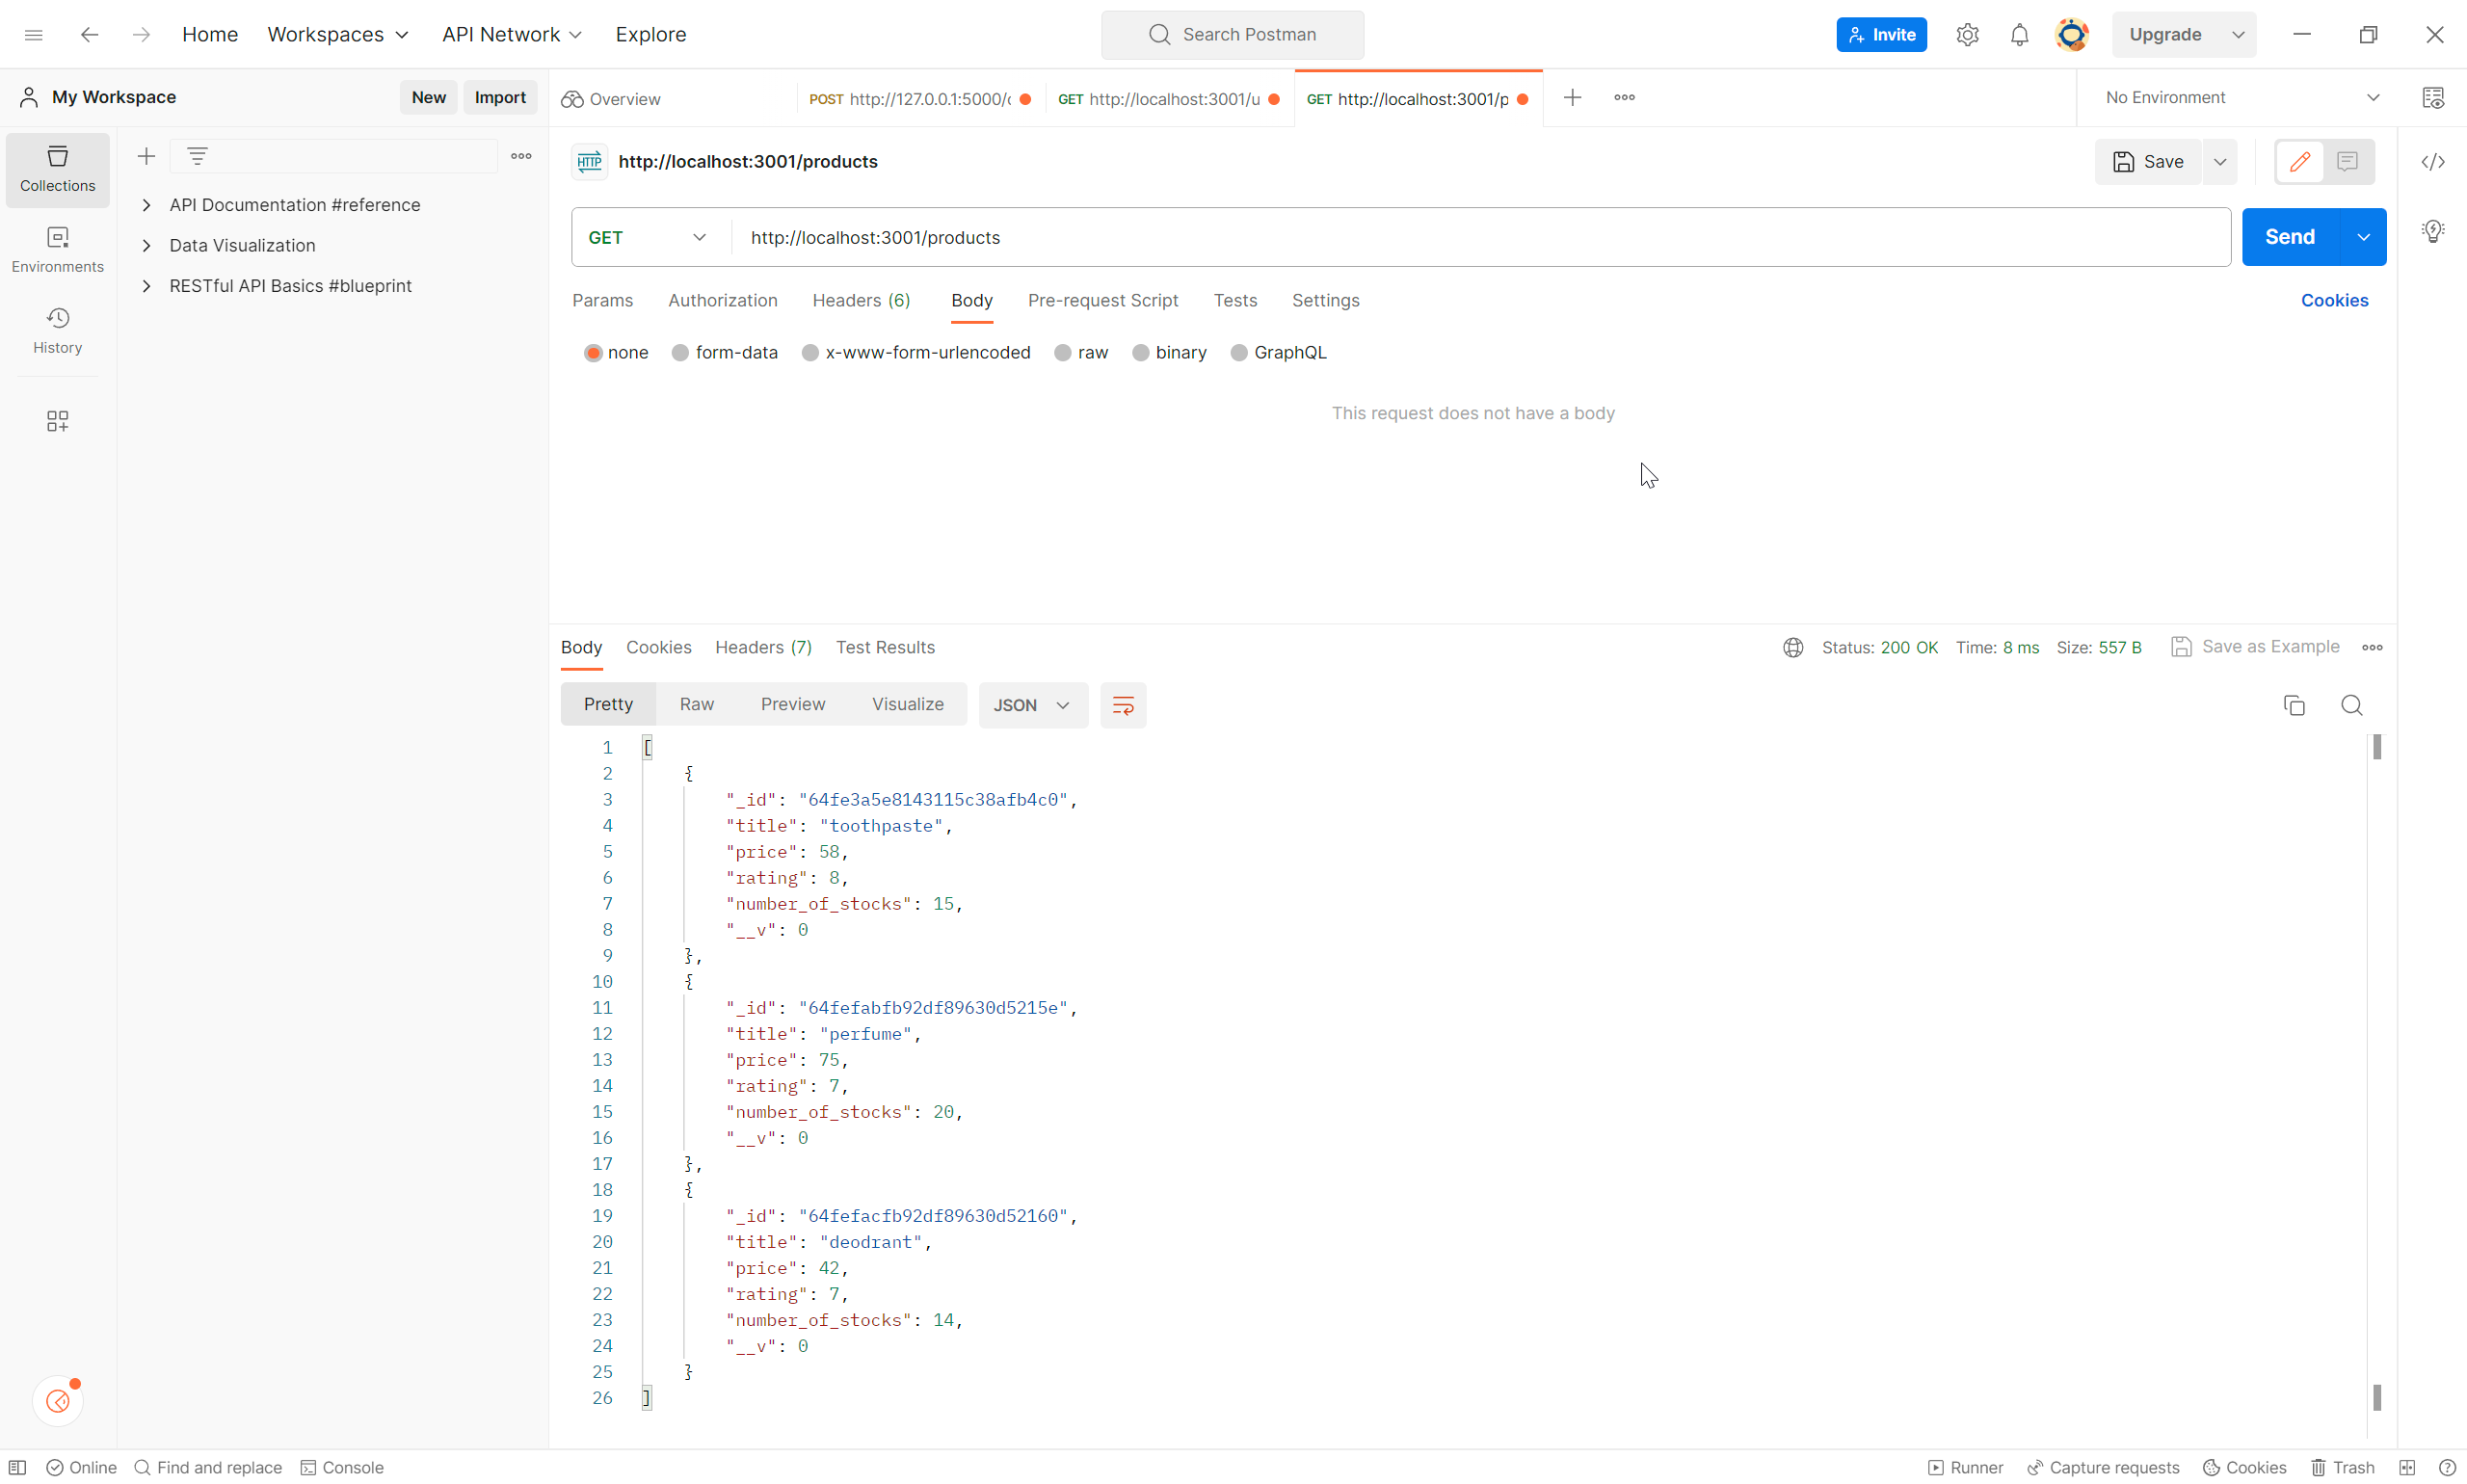 Home Workspaces API Network Explore Search Postman Invite Upgrade
My Workspace New Import Overview POST http://127.0.0.1:5000/ GET http://localhost:3001/u GET http://localhost:3001/p No Environment
Collections
Environments
History
API Documentation #reference
Data Visualization
RESTful API Basics #blueprint
HTTP http://localhost:3001/products Save
GET http://localhost:3001/products Send
Params Authorization Headers (6) Body Pre-request Script Tests Settings Cookies
none form-data x-www-form-urlencoded raw binary GraphQL
This request does not have a body
Body Cookies Headers (7) Test Results Status: 200 OK Time: 8 ms Size: 557 B Save as Example
Pretty Raw Preview Visualize JSON
1 [
2 {
3 "_id": "64fe3a5e8143115c38afb4c0",
4 "title": "toothpaste",
5 "price": 58,
6 "rating": 8,
7 "number_of_stocks": 15,
8 "__v": 0
9 },
10 {
11 "_id": "64fefabfb92df89630d5215e",
12 "title": "perfume",
13 "price": 75,
14 "rating": 7,
15 "number_of_stocks": 20,
16 "__v": 0
17 },
18 {
19 "_id": "64fefacfb92df89630d52160",
20 "title": "deodrant",
21 "price": 42,
22 "rating": 7,
23 "number_of_stocks": 14,
24 "__v": 0
25 }
26 ]
Online Find and replace Console Runner Capture requests Cookies Trash